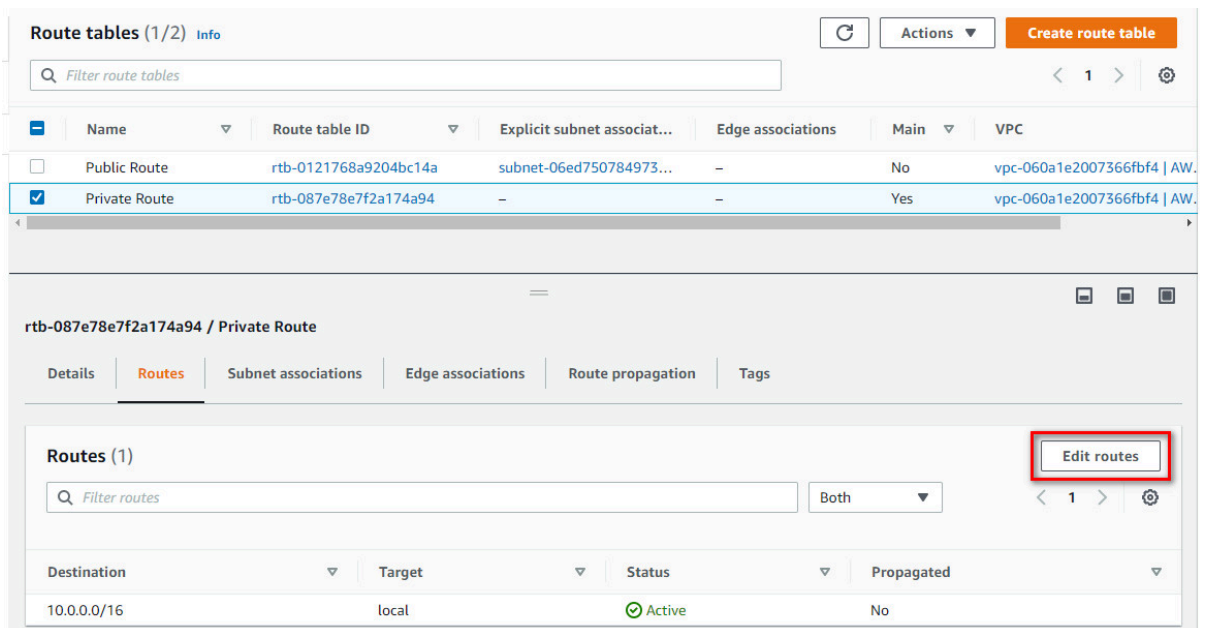 Route tables (1/2) Info
Actions ▼
Create route table
Filter route tables
1
Name Route table ID Explicit subnet associat... Edge associations Main VPC
Public Route rtb-0121768a9204bc14a subnet-06ed750784973... – No vpc-060a1e2007366fbf4 | AW.
Private Route rtb-087e78e7f2a174a94 – – Yes vpc-060a1e2007366fbf4 | AW.
rtb-087e78e7f2a174a94 / Private Route
Details Routes Subnet associations Edge associations Route propagation Tags
Routes (1)
Edit routes
Filter routes
Both ▼
1
Destination Target Status Propagated
10.0.0.0/16 local Active No